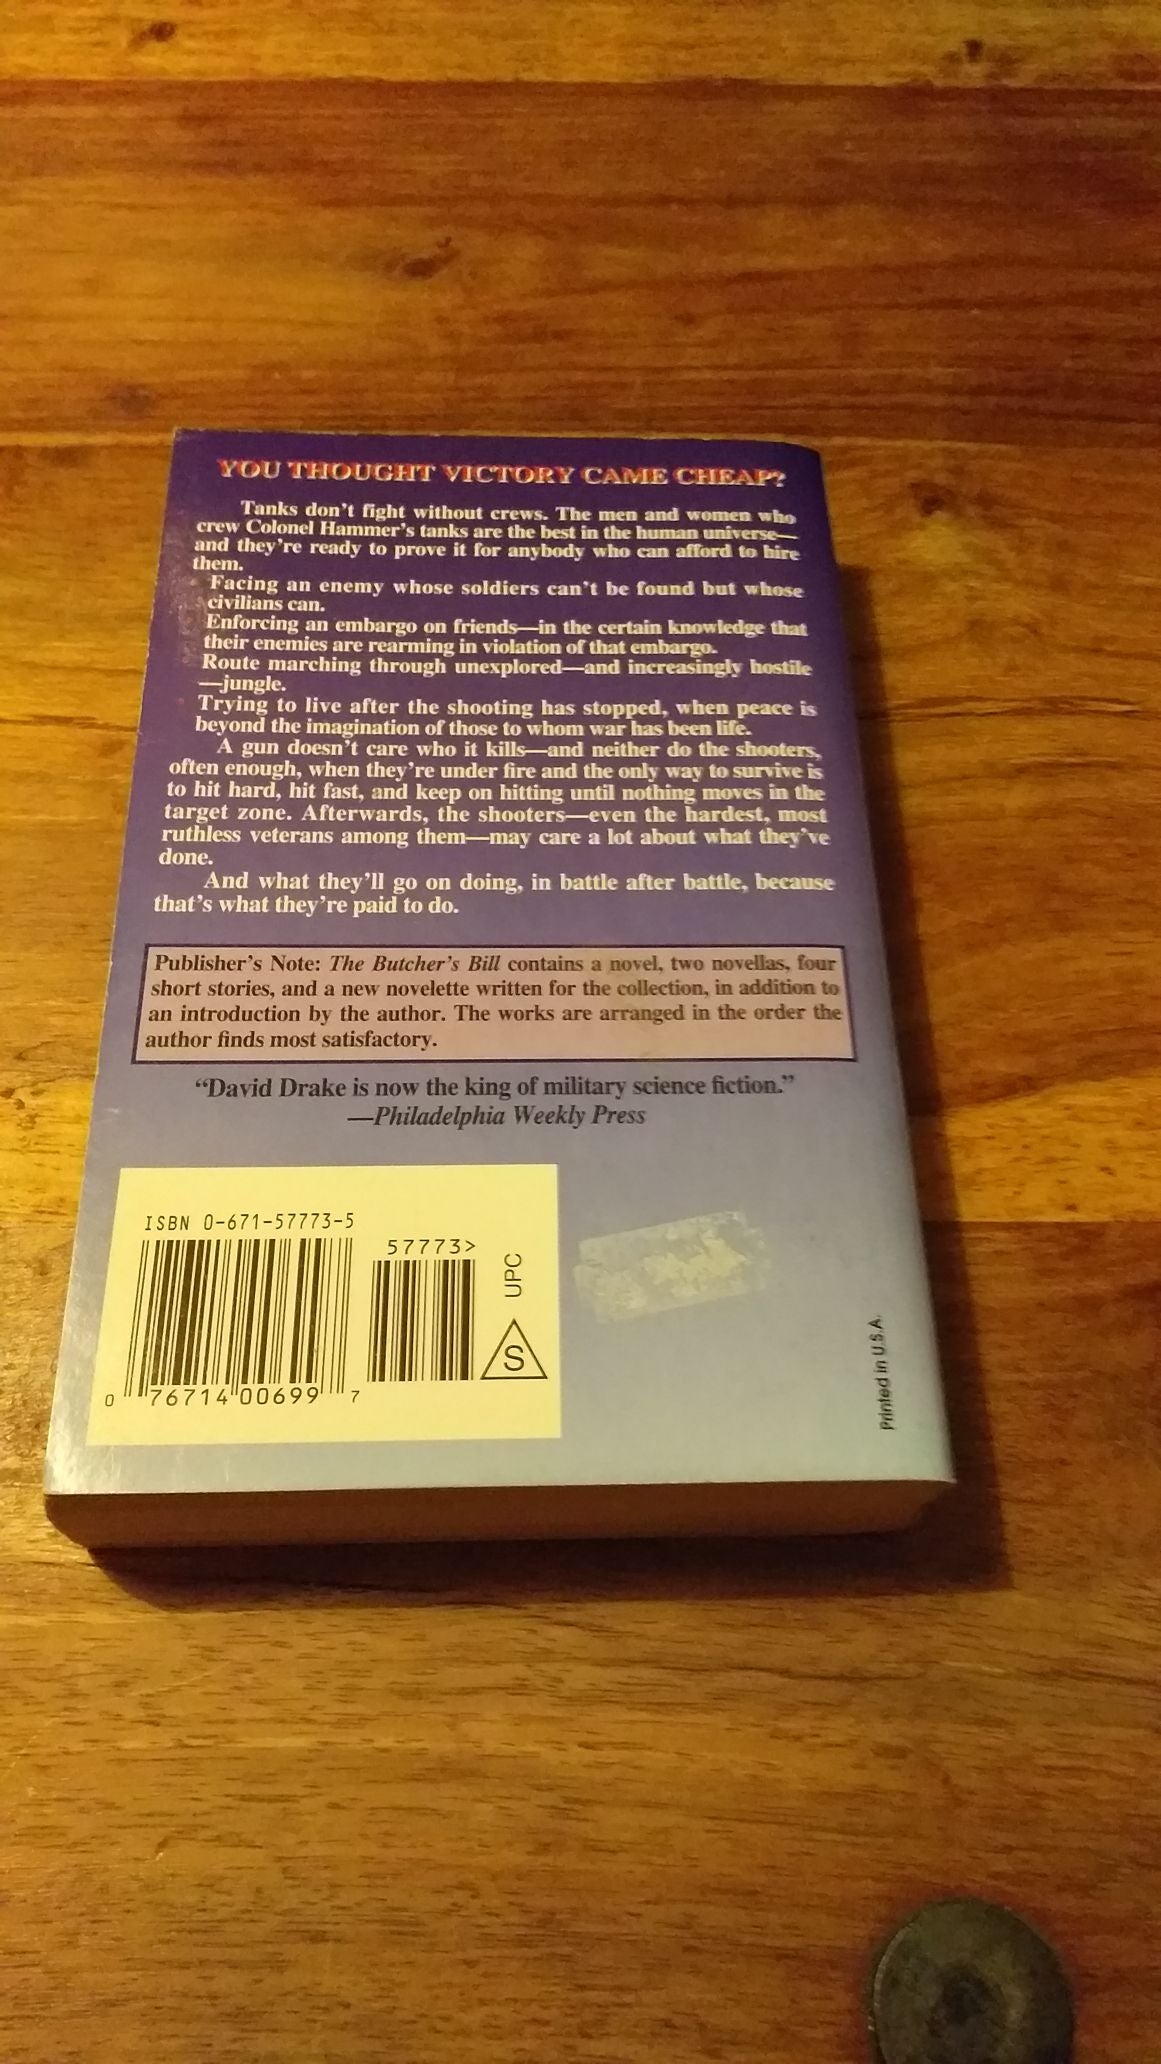 YOU THOUGHT VICTORY CAME CHEAP?
Tanks don't fight without crews. The men and women who
crew Colonel Hammer's tanks are the best in the human universe—
and they're ready to prove it for anybody who can afford to hire
them.
Facing an enemy whose soldiers can't be found but whose
civilians can.
Enforcing an embargo on friends—in the certain knowledge that
their enemies are rearming in violation of that embargo.
Route marching through unexplored—and increasingly hostile
—jungle.
Trying to live after the shooting has stopped, when peace is
beyond the imagination of those to whom war has been life.
A gun doesn't care who it kills—and neither do the shooters,
often enough, when they're under fire and the only way to survive is
to hit hard, hit fast, and keep on hitting until nothing moves in the
target zone. Afterwards, the shooters—even the hardest, most
ruthless veterans among them—may care a lot about what they've
done.
And what they'll go on doing, in battle after battle, because
that's what they're paid to do.
Publisher's Note: The Butcher's Bill contains a novel, two novellas, four
short stories, and a new novelette written for the collection, in addition to
an introduction by the author. The works are arranged in the order the
author finds most satisfactory.
“David Drake is now the king of military science fiction.”
—Philadelphia Weekly Press
ISBN 0-671-57773-5
57773>
UPC
S
0 76714 00699 7
Printed in U.S.A.